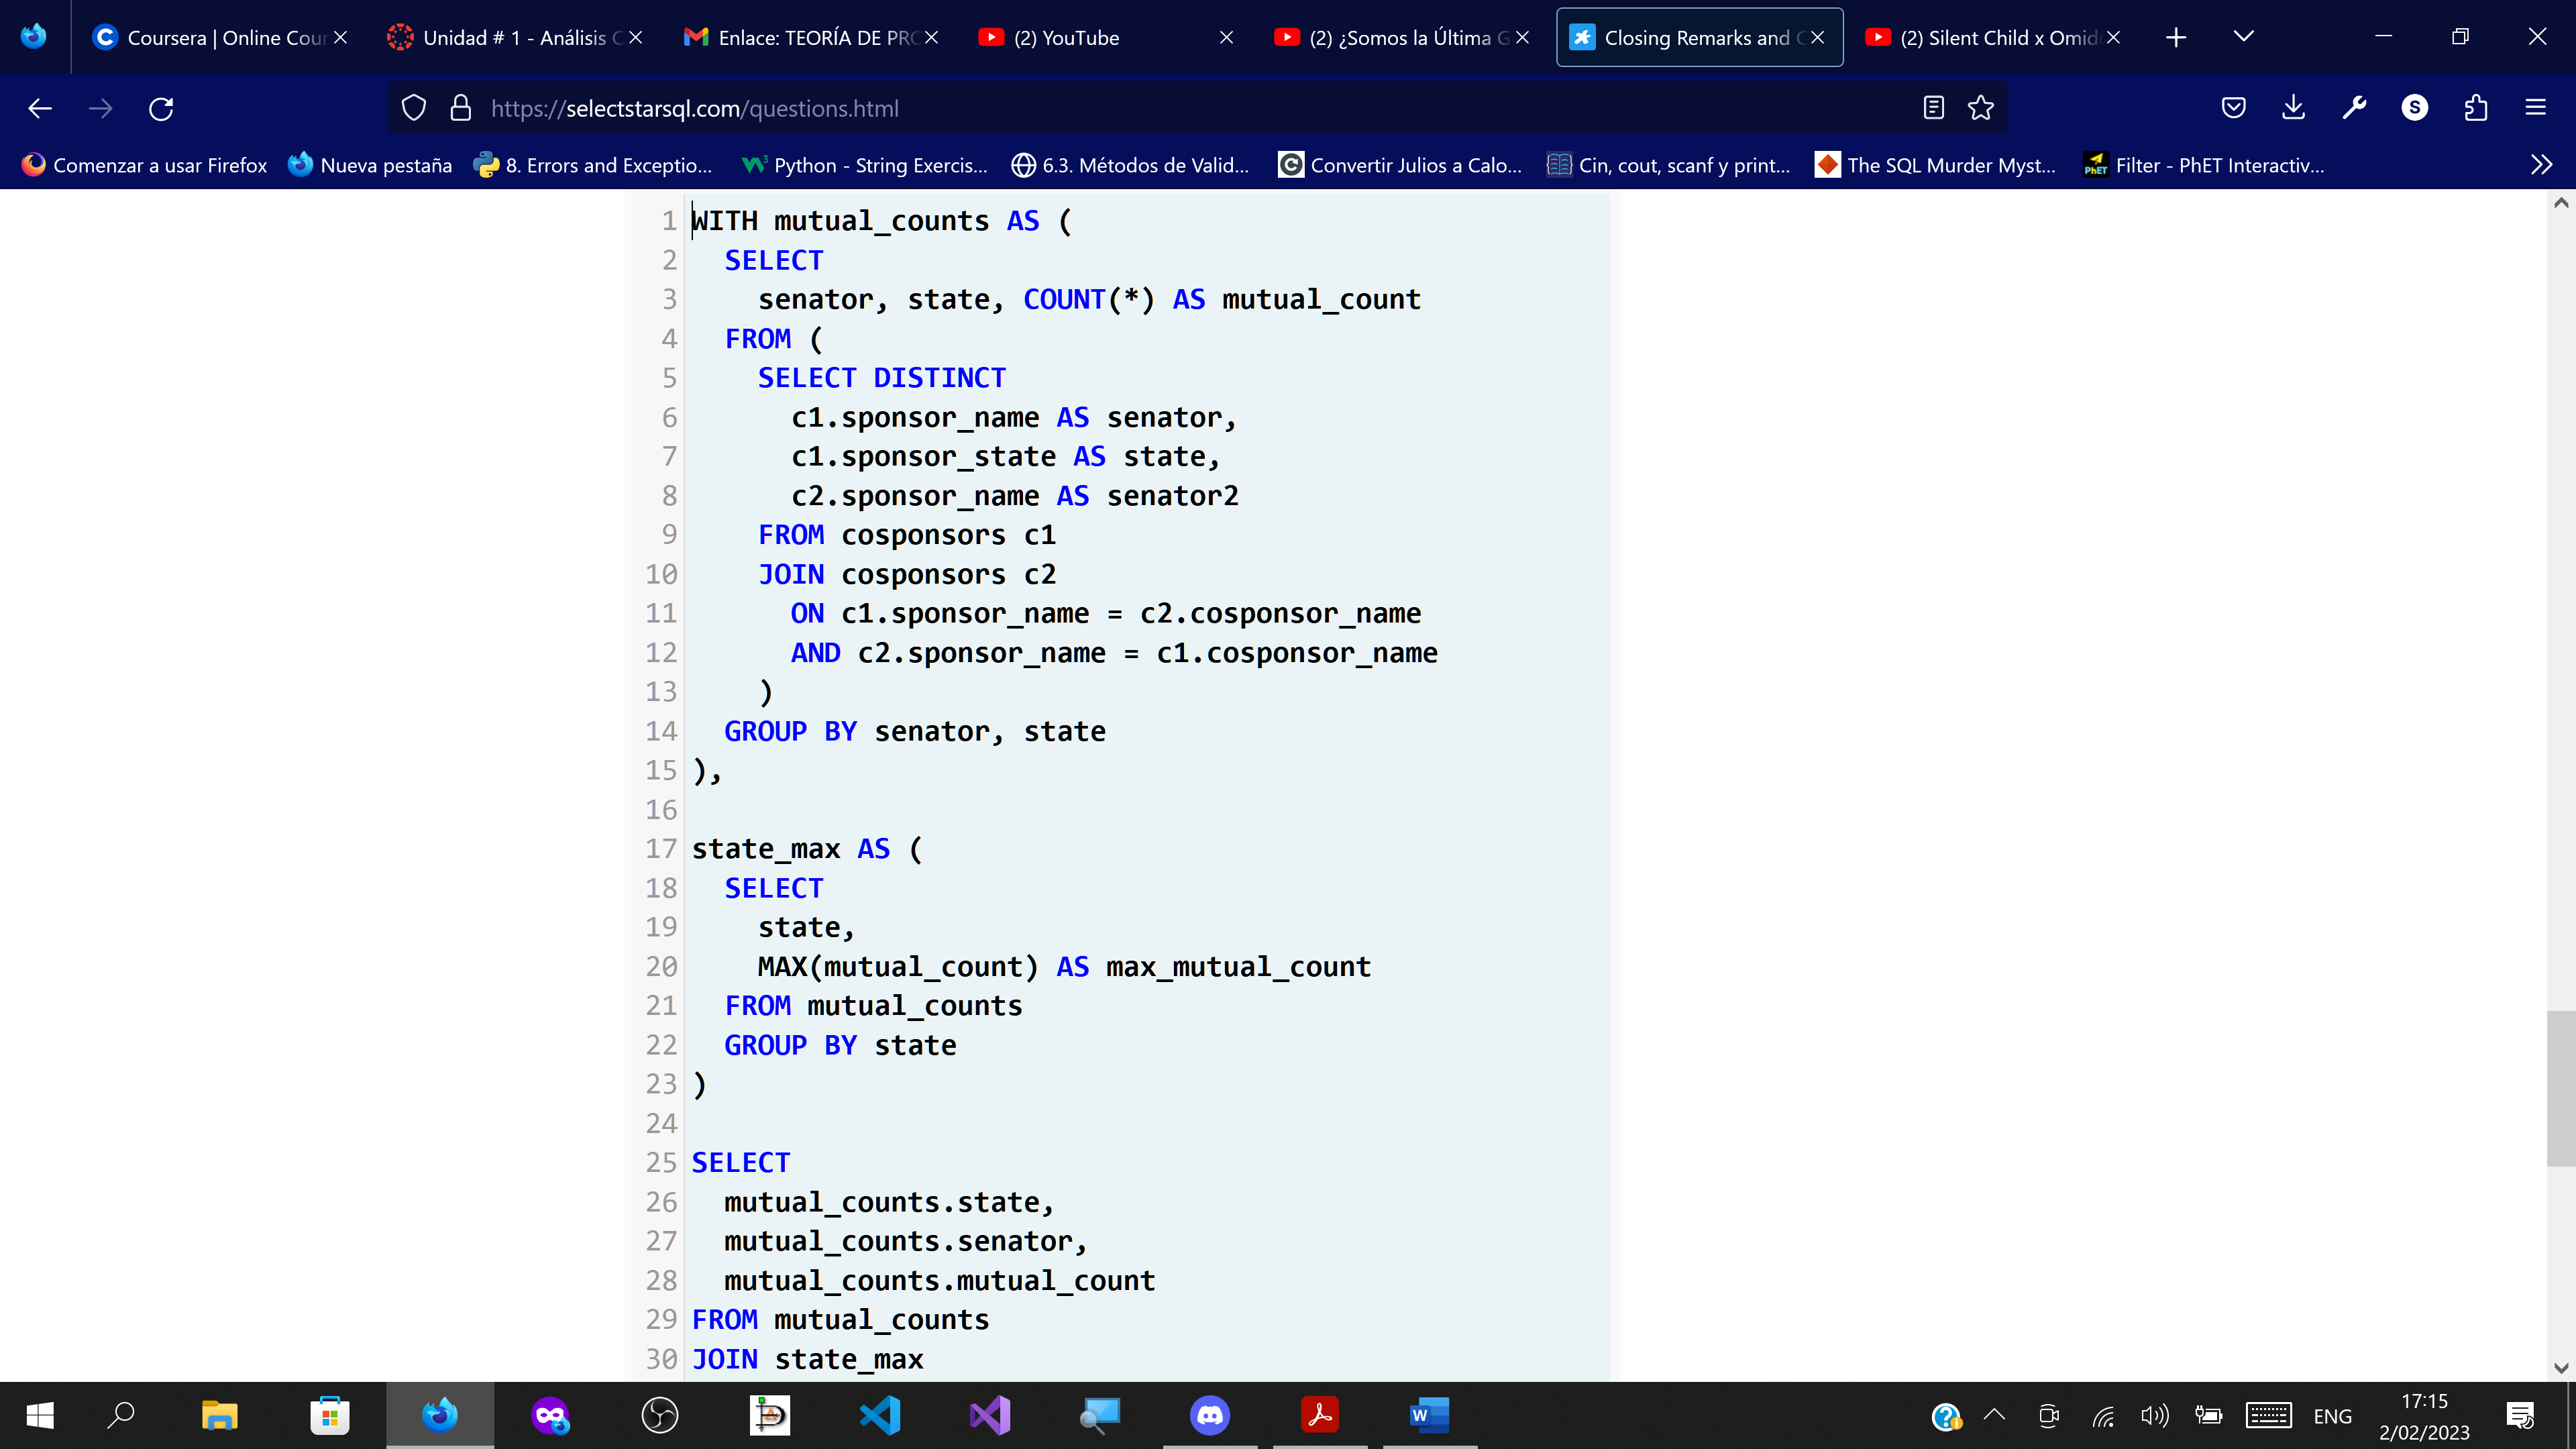 Coursera | Online Cour
Unidad # 1 - Análisis C
Enlace: TEORÍA DE PRO
(2) YouTube
(2) ¿Somos la Última G
Closing Remarks and C
(2) Silent Child x Omid
https://selectstarsql.com/questions.html
S
Comenzar a usar Firefox
Nueva pestaña
8. Errors and Exceptio...
Python - String Exercis...
6.3. Métodos de Valid...
Convertir Julios a Calo...
Cin, cout, scanf y print...
The SQL Murder Myst...
PhET
Filter - PhET Interactiv...
1 WITH mutual_counts AS (
2 SELECT
3 senator, state, COUNT(*) AS mutual_count
4 FROM (
5 SELECT DISTINCT
6 c1.sponsor_name AS senator,
7 c1.sponsor_state AS state,
8 c2.sponsor_name AS senator2
9 FROM cosponsors c1
10 JOIN cosponsors c2
11 ON c1.sponsor_name = c2.cosponsor_name
12 AND c2.sponsor_name = c1.cosponsor_name
13 )
14 GROUP BY senator, state
15 ),
16
17 state_max AS (
18 SELECT
19 state,
20 MAX(mutual_count) AS max_mutual_count
21 FROM mutual_counts
22 GROUP BY state
23 )
24
25 SELECT
26 mutual_counts.state,
27 mutual_counts.senator,
28 mutual_counts.mutual_count
29 FROM mutual_counts
30 JOIN state_max
ENG
17:15
2/02/2023